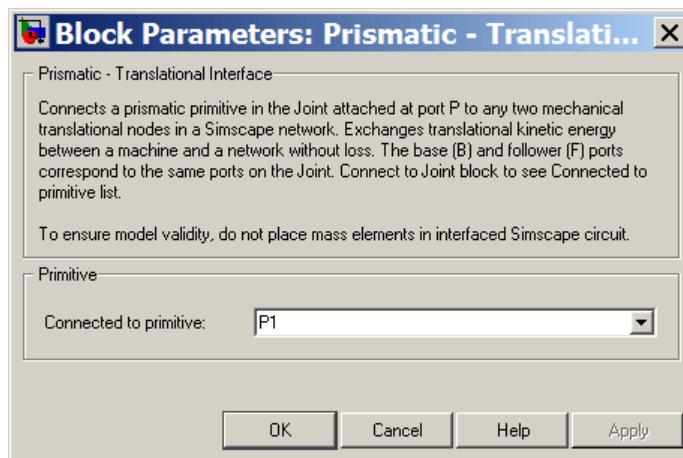 Block Parameters: Prismatic - Translati...
Prismatic - Translational Interface
Connects a prismatic primitive in the Joint attached at port P to any two mechanical
translational nodes in a Simscape network. Exchanges translational kinetic energy
between a machine and a network without loss. The base (B) and follower (F) ports
correspond to the same ports on the Joint. Connect to Joint block to see Connected to
primitive list.
To ensure model validity, do not place mass elements in interfaced Simscape circuit.
Primitive
Connected to primitive: P1
OK Cancel Help Apply